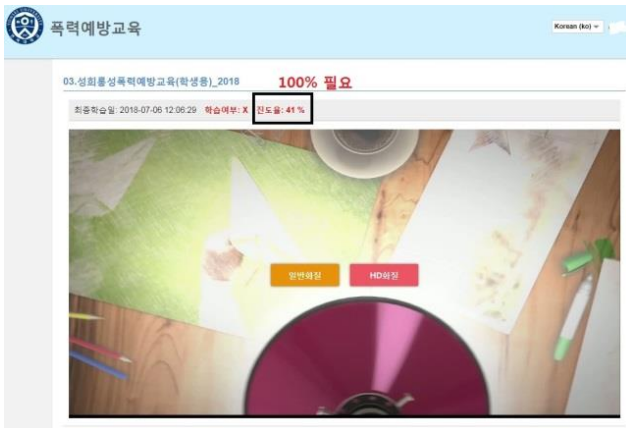 폭력예방교육
Korean (ko)
03.성희롱성폭력예방교육(학생용)_2018
100% 필요
최종학습일: 2018-07-06 12:06:29 학습여부: X 진도율: 41 %
일반화질 HD화질